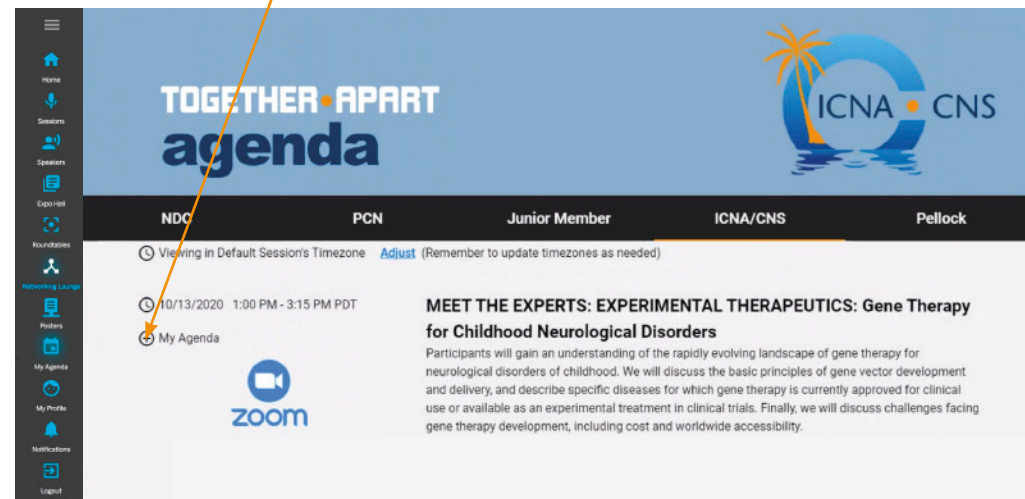 Home
Sessions
Speakers
Expo Hall
Roundtables
Networking Lounge
Posters
My Agenda
My Profile
Notifications
Logout
TOGETHER•APART
agenda
ICNA • CNS
NDC PCN Junior Member ICNA/CNS Pellock
Viewing in Default Session's Timezone Adjust (Remember to update timezones as needed)
10/13/2020 1:00 PM - 3:15 PM PDT
My Agenda
zoom
MEET THE EXPERTS: EXPERIMENTAL THERAPEUTICS: Gene Therapy
for Childhood Neurological Disorders
Participants will gain an understanding of the rapidly evolving landscape of gene therapy for
neurological disorders of childhood. We will discuss the basic principles of gene vector development
and delivery, and describe specific diseases for which gene therapy is currently approved for clinical
use or available as an experimental treatment in clinical trials. Finally, we will discuss challenges facing
gene therapy development, including cost and worldwide accessibility.